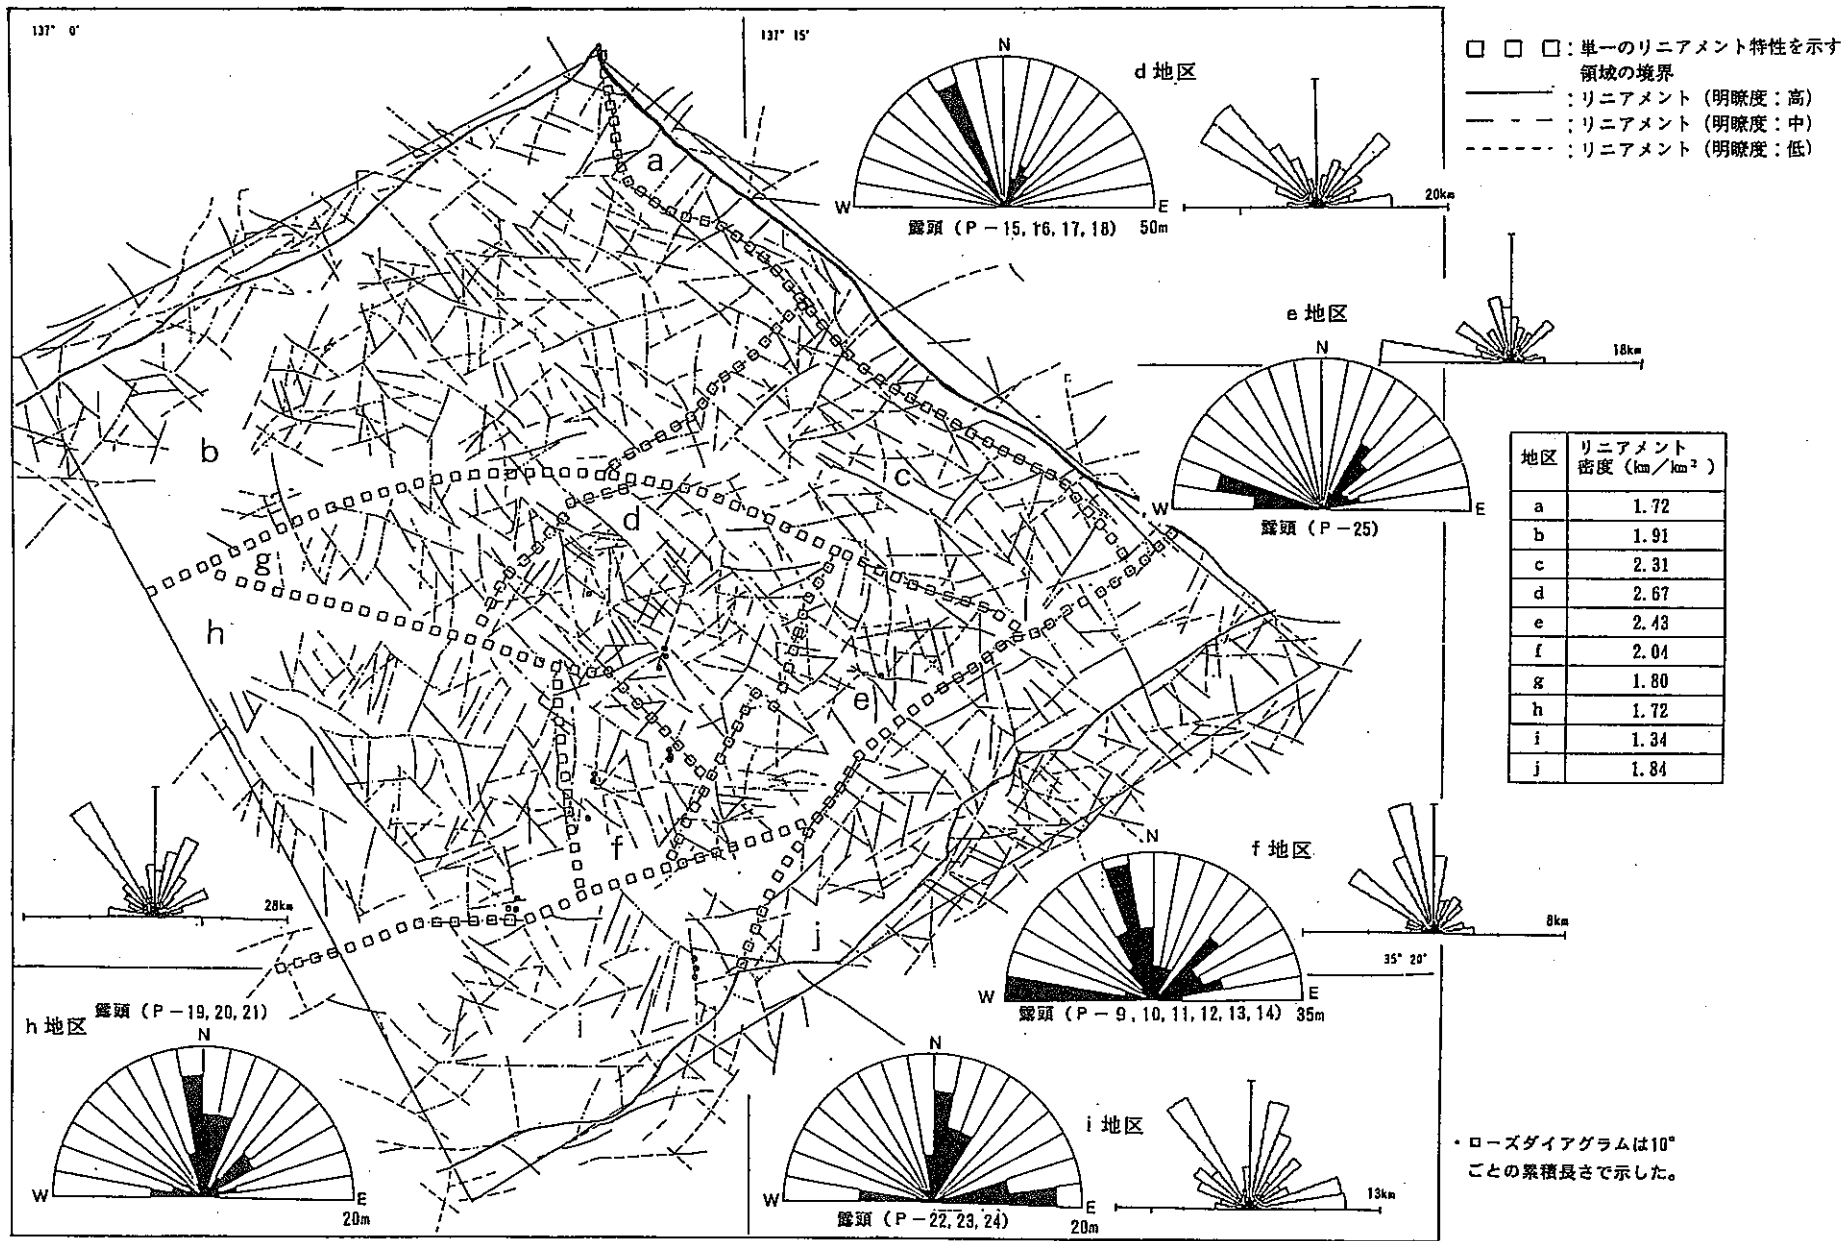 137° 0′
137° 15′
□ □ □ : 単一のリニアメント特性を示す
領域の境界
: リニアメント (明瞭度:高)
: リニアメント (明瞭度:中)
: リニアメント (明瞭度:低)
d 地区
N
W
E
露頭 (P-15, 16, 17, 18) 50m
20km
e 地区
N
W
E
露頭 (P-25)
18km
地区 リニアメント密度 (km/km²)
a 1.72
b 1.91
c 2.31
d 2.67
e 2.43
f 2.04
g 1.80
h 1.72
i 1.34
j 1.84
a
b
c
d
g
h
e
f
j
i
28km
f 地区
N
W
E
露頭 (P-9, 10, 11, 12, 13, 14) 35m
8km
35° 20′
h 地区
露頭 (P-19, 20, 21)
N
W
E
20m
i 地区
N
W
E
露頭 (P-22, 23, 24)
20m
13km
・ローズダイアグラムは10°
ごとの累積長さで示した。